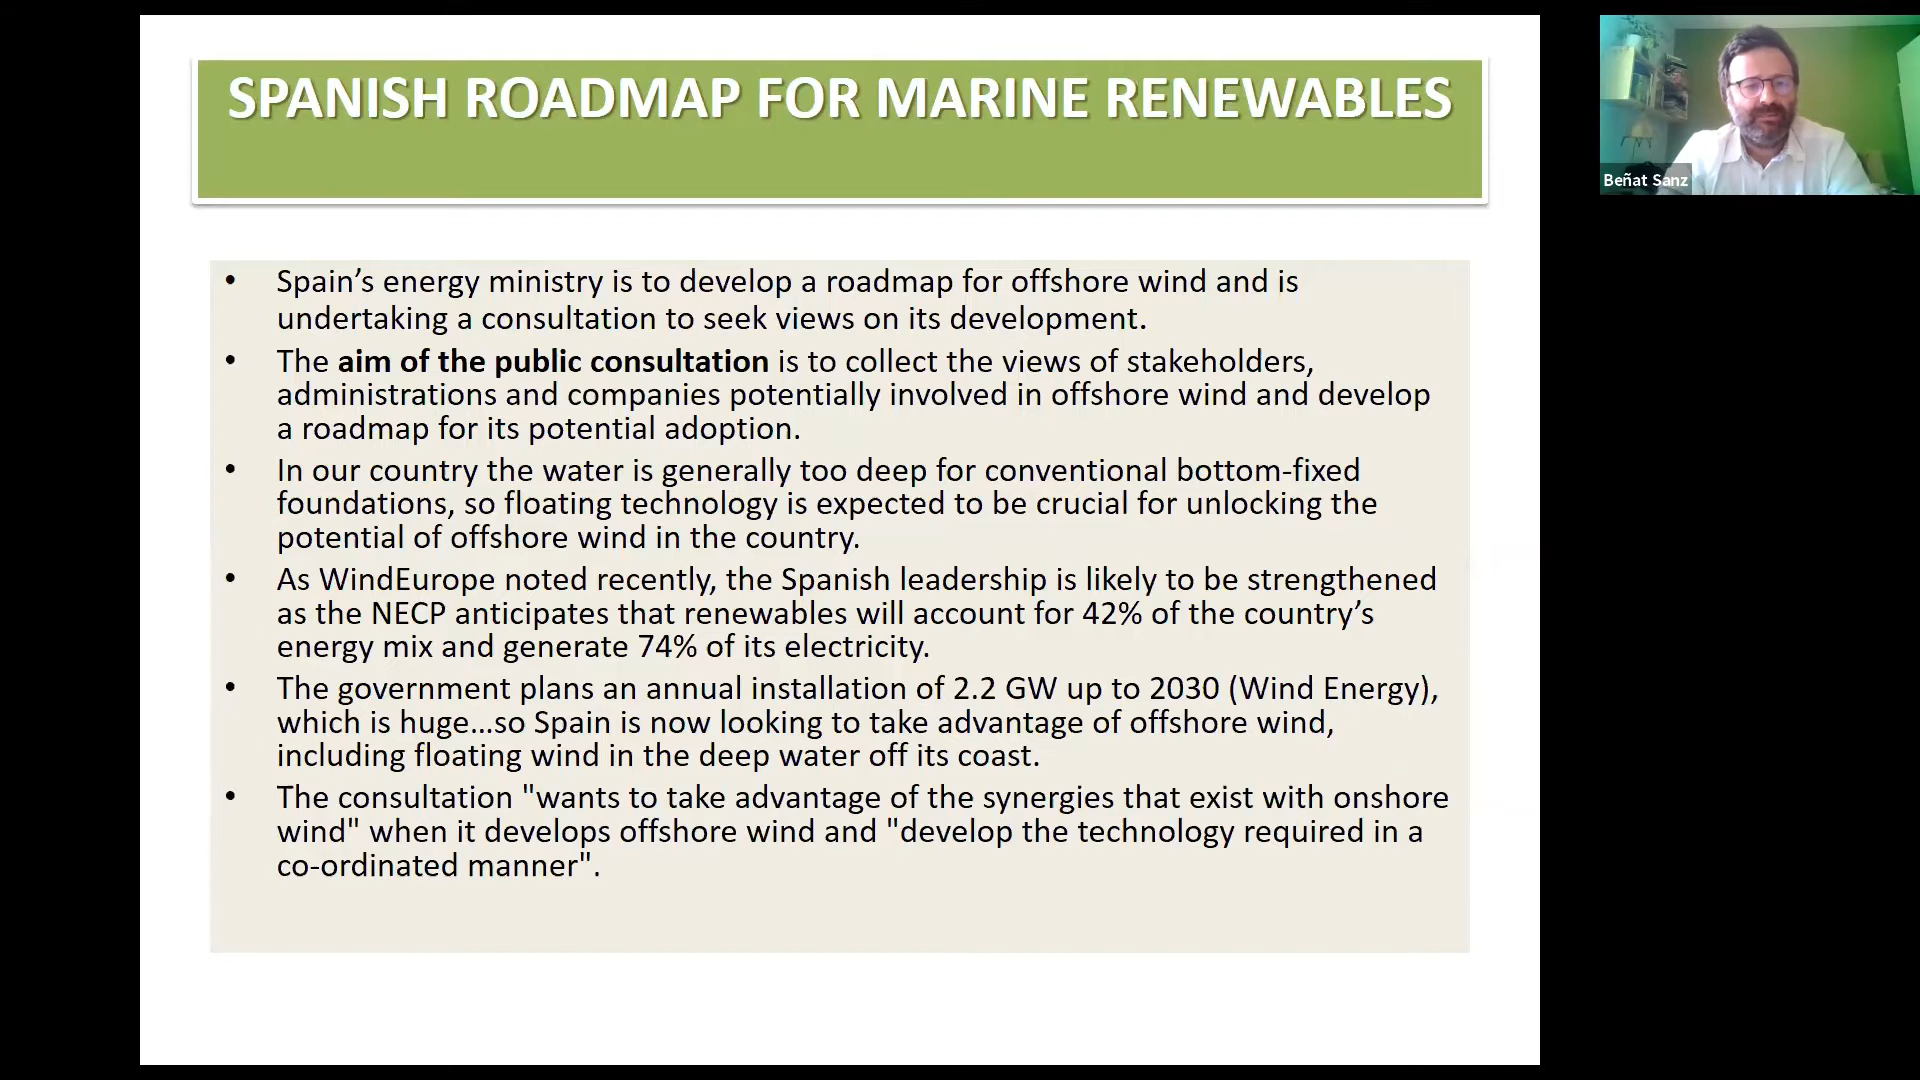 SPANISH ROADMAP FOR MARINE RENEWABLES
• Spain’s energy ministry is to develop a roadmap for offshore wind and is
undertaking a consultation to seek views on its development.
• The aim of the public consultation is to collect the views of stakeholders,
administrations and companies potentially involved in offshore wind and develop
a roadmap for its potential adoption.
• In our country the water is generally too deep for conventional bottom-fixed
foundations, so floating technology is expected to be crucial for unlocking the
potential of offshore wind in the country.
• As WindEurope noted recently, the Spanish leadership is likely to be strengthened
as the NECP anticipates that renewables will account for 42% of the country’s
energy mix and generate 74% of its electricity.
• The government plans an annual installation of 2.2 GW up to 2030 (Wind Energy),
which is huge...so Spain is now looking to take advantage of offshore wind,
including floating wind in the deep water off its coast.
• The consultation "wants to take advantage of the synergies that exist with onshore
wind" when it develops offshore wind and "develop the technology required in a
co-ordinated manner".
Beñat Sanz